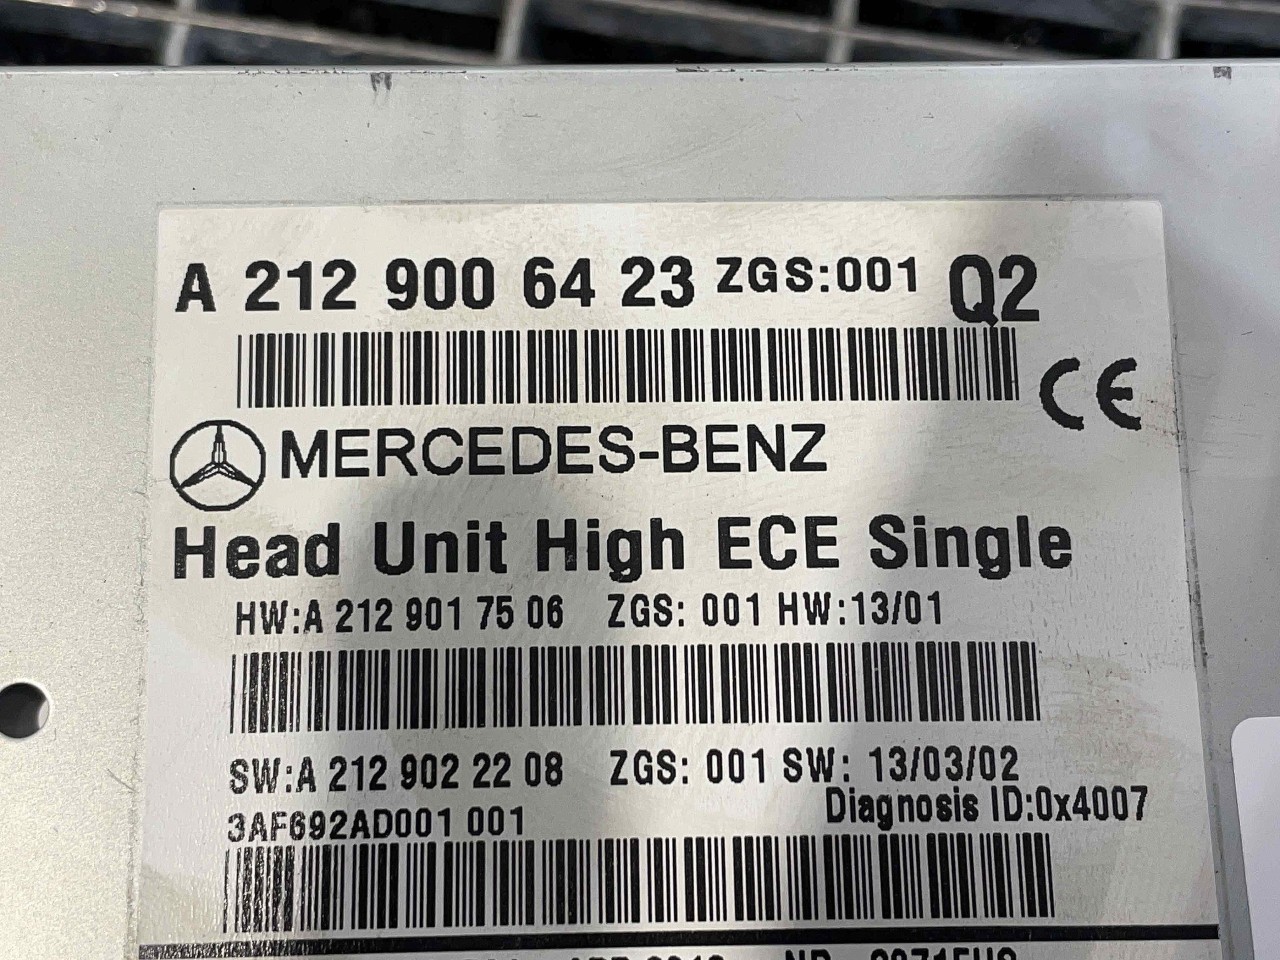 A 212 900 64 23 ZGS:001 Q2
CE
MERCEDES-BENZ
Head Unit High ECE Single
HW:A 212 901 75 06 ZGS: 001 HW:13/01
SW:A 212 902 22 08 ZGS: 001 SW: 13/03/02
Diagnosis ID:0x4007
3AF692AD001 001